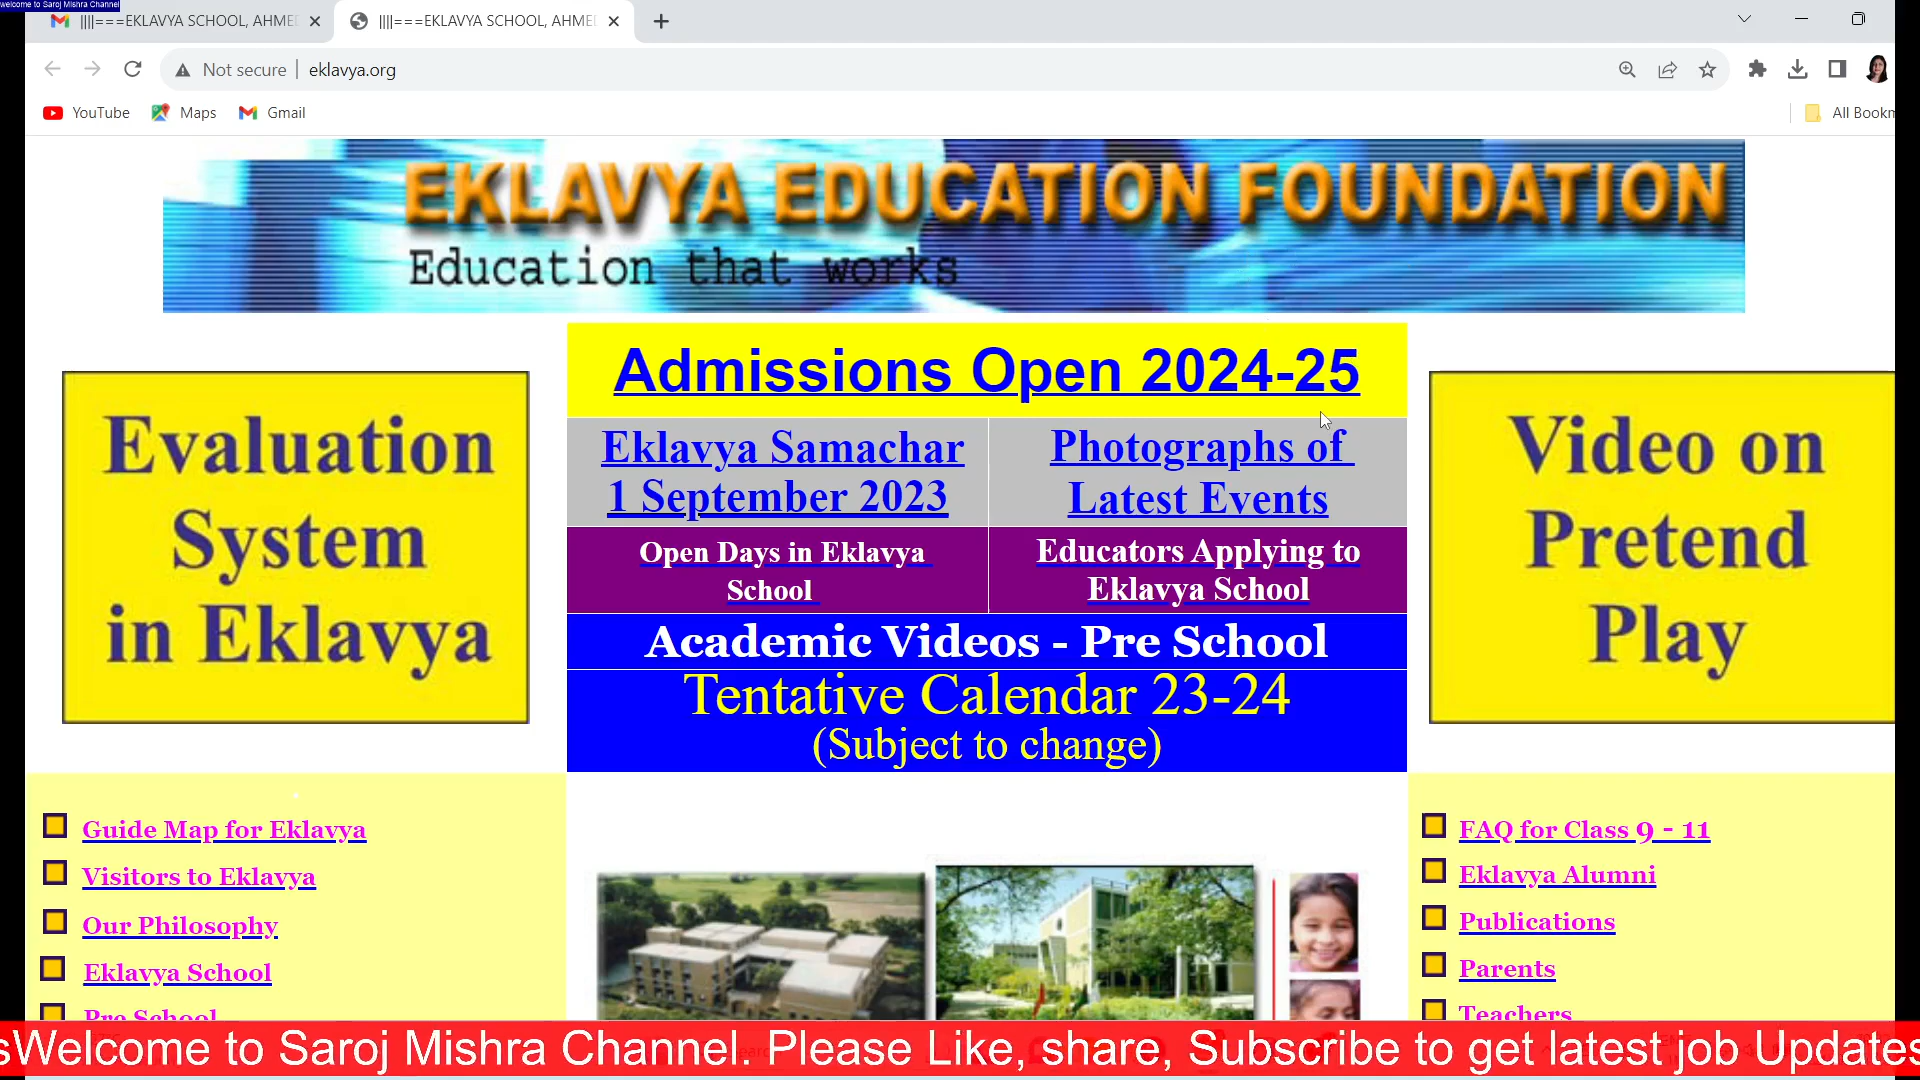 welcome to Saroj Mishra Channel
||||===EKLAVYA SCHOOL, AHMED
||||===EKLAVYA SCHOOL, AHME
Not secure
eklavya.org
YouTube
Maps
Gmail
All Bookm
EKLAVYA EDUCATION FOUNDATION
Education that works
Admissions Open 2024-25
Evaluation
System
in Eklavya
Eklavya Samachar
1 September 2023
Photographs of
Latest Events
Open Days in Eklavya
School
Educators Applying to
Eklavya School
Academic Videos - Pre School
Tentative Calendar 23-24
(Subject to change)
Video on
Pretend
Play
Guide Map for Eklavya
Visitors to Eklavya
Our Philosophy
Eklavya School
Pre School
FAQ for Class 9 - 11
Eklavya Alumni
Publications
Parents
Teachers
sWelcome to Saroj Mishra Channel. Please Like, share, Subscribe to get latest job Updates